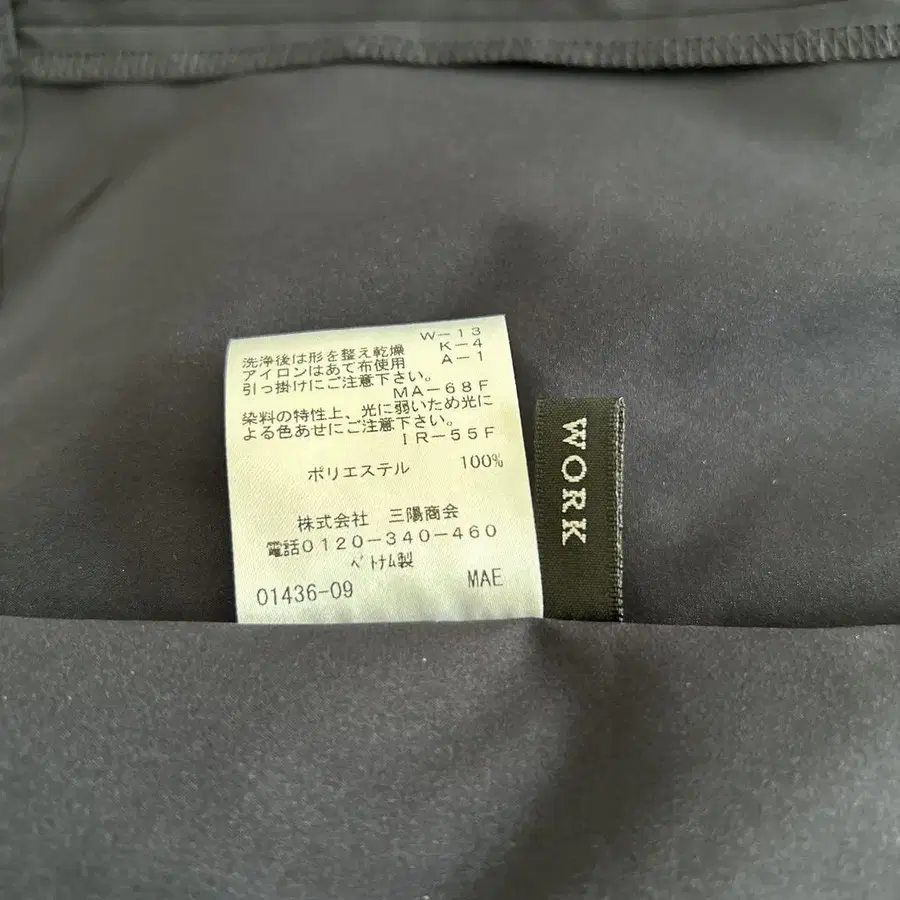 W-13
洗浄後は形を整え乾燥 K-4
アイロンはあて布使用 A-1
引っ掛けにご注意下さい。
MA-68F
染料の特性上、光に弱いため光に
よる色あせにご注意下さい。
IR-55F
ポリエステル 100%
株式会社 三陽商会
電話0120-340-460
ベトナム製
01436-09 MAE
WORK